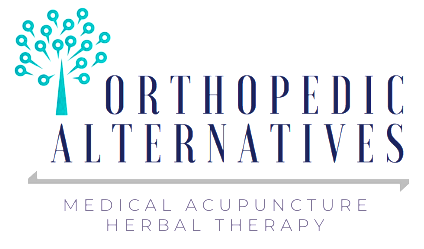 ORTHOPEDIC
ALTERNATIVES
MEDICAL ACUPUNCTURE
HERBAL THERAPY